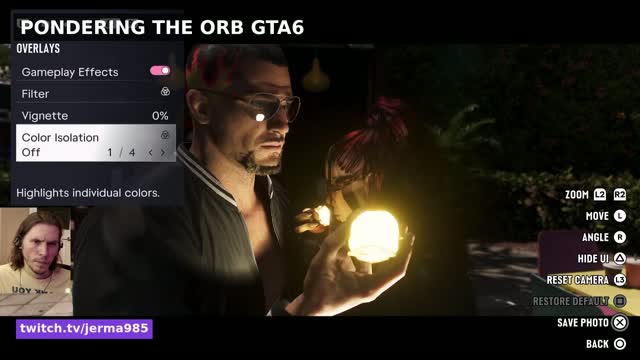 PONDERING THE ORB GTA6
OVERLAYS
Gameplay Effects
Filter
Vignette 0%
Color Isolation
Off 1 / 4 < >
Highlights individual colors.
ZOOM L2 R2
MOVE L
ANGLE R
HIDE UI
RESET CAMERA L3
RESTORE DEFAULT
SAVE PHOTO
BACK
twitch.tv/jerma985